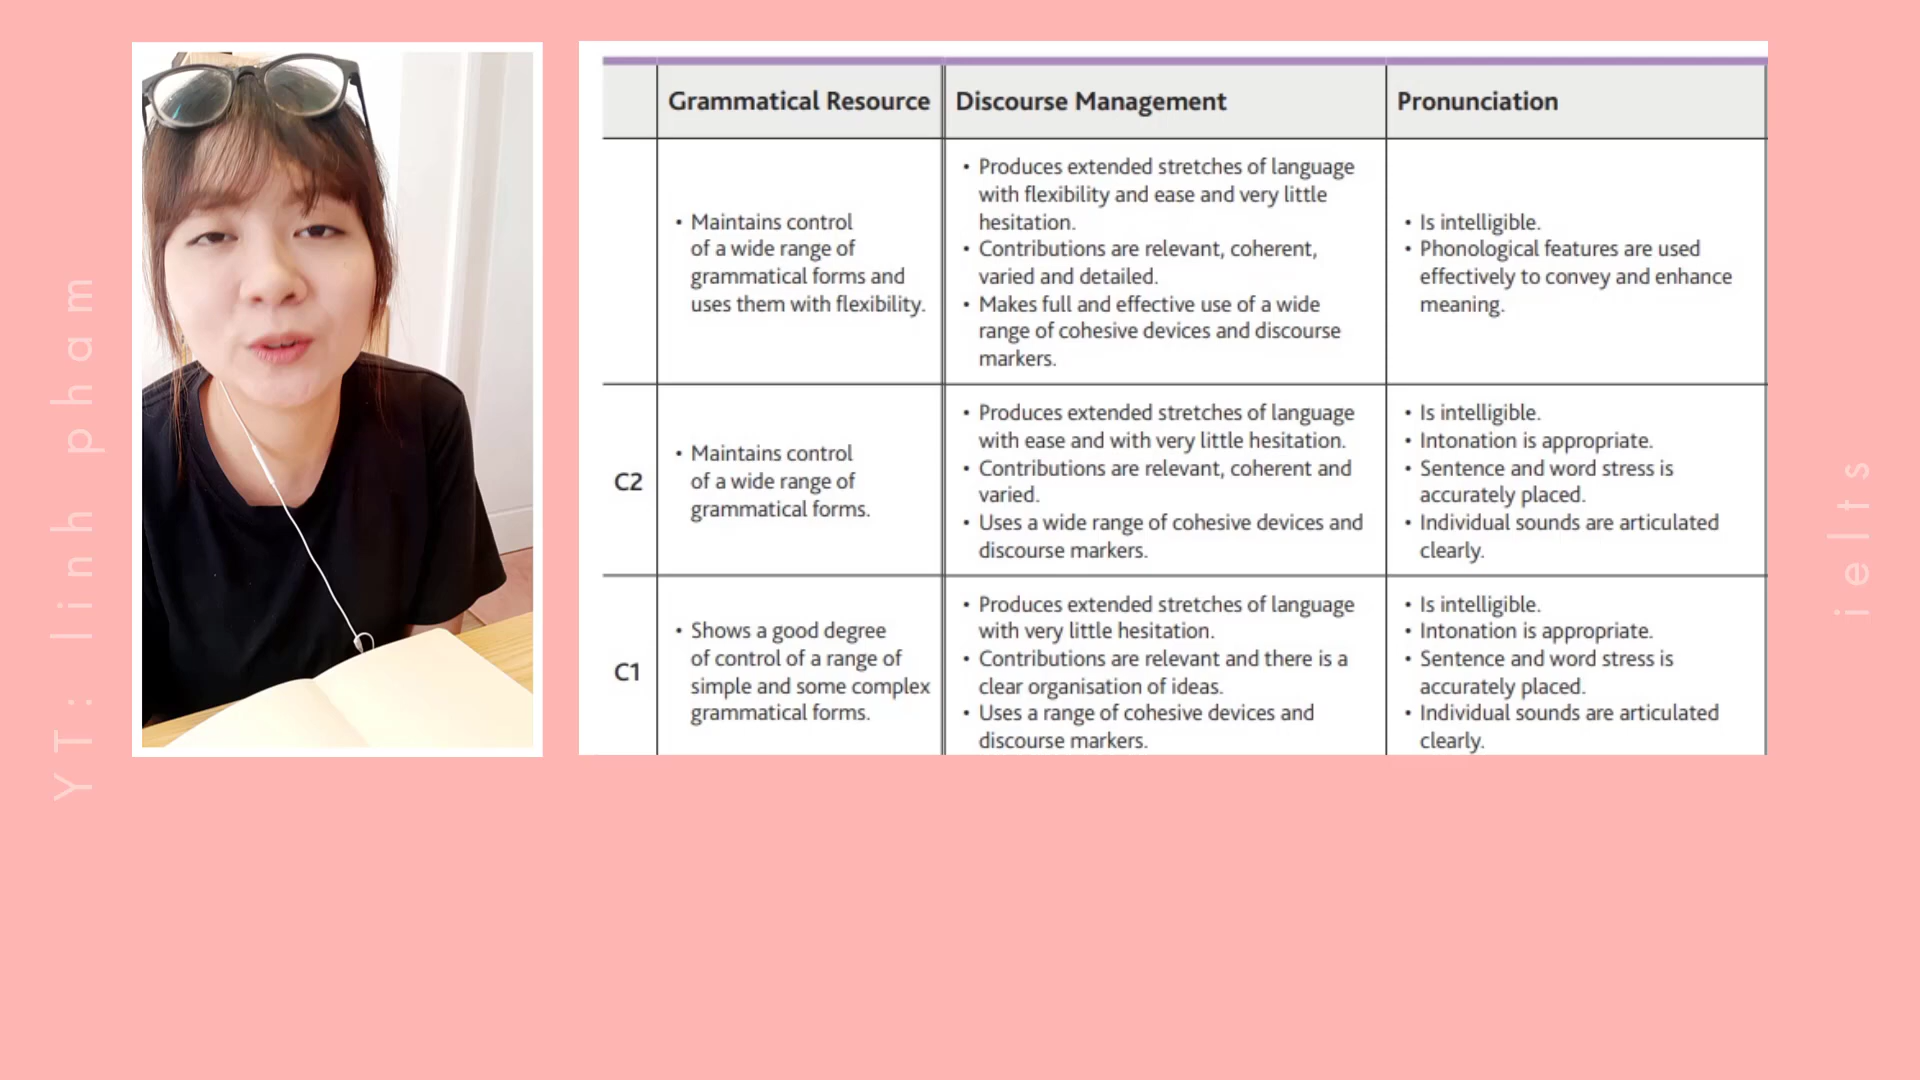 YT: linh pham
Grammatical Resource
Discourse Management
Pronunciation
• Maintains control
of a wide range of
grammatical forms and
uses them with flexibility.
• Produces extended stretches of language
with flexibility and ease and very little
hesitation.
• Contributions are relevant, coherent,
varied and detailed.
• Makes full and effective use of a wide
range of cohesive devices and discourse
markers.
• Is intelligible.
• Phonological features are used
effectively to convey and enhance
meaning.
C2
• Maintains control
of a wide range of
grammatical forms.
• Produces extended stretches of language
with ease and with very little hesitation.
• Contributions are relevant, coherent and
varied.
• Uses a wide range of cohesive devices and
discourse markers.
• Is intelligible.
• Intonation is appropriate.
• Sentence and word stress is
accurately placed.
• Individual sounds are articulated
clearly.
C1
• Shows a good degree
of control of a range of
simple and some complex
grammatical forms.
• Produces extended stretches of language
with very little hesitation.
• Contributions are relevant and there is a
clear organisation of ideas.
• Uses a range of cohesive devices and
discourse markers.
• Is intelligible.
• Intonation is appropriate.
• Sentence and word stress is
accurately placed.
• Individual sounds are articulated
clearly.
ielts